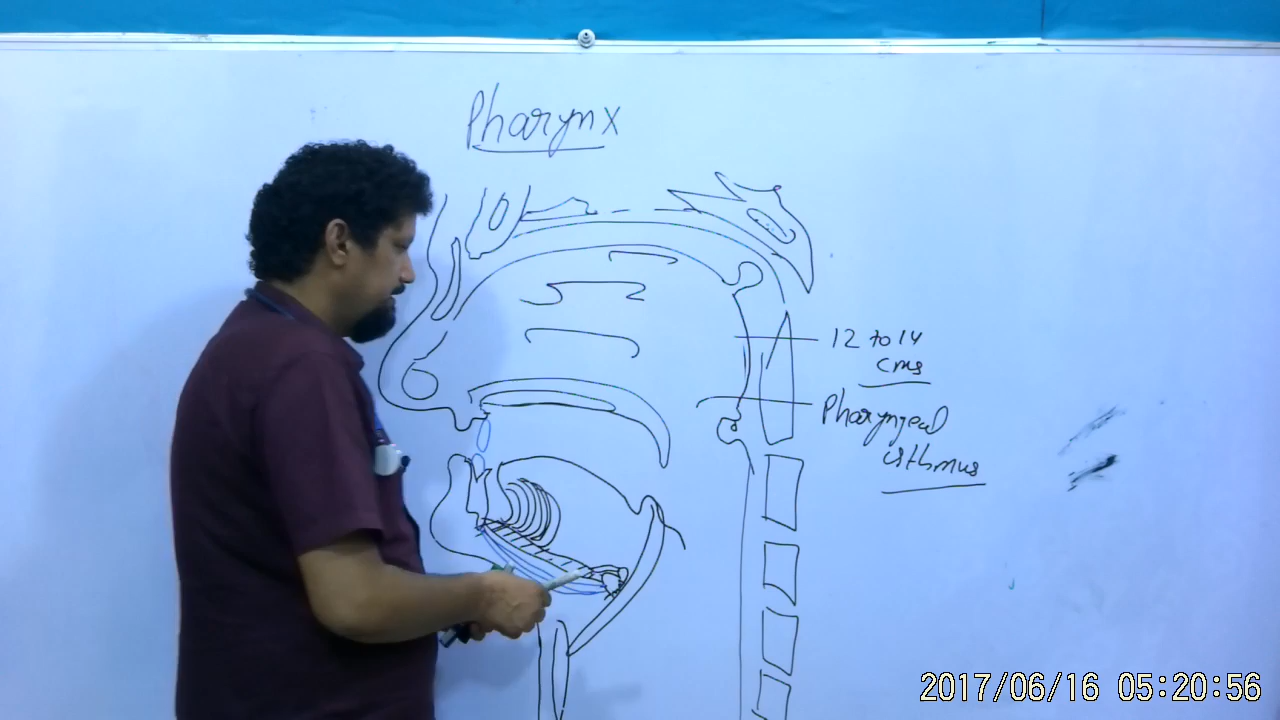 Pharynx
12 to 14
cms
Pharyngeal
isthmus
2017/06/16 05:20:56